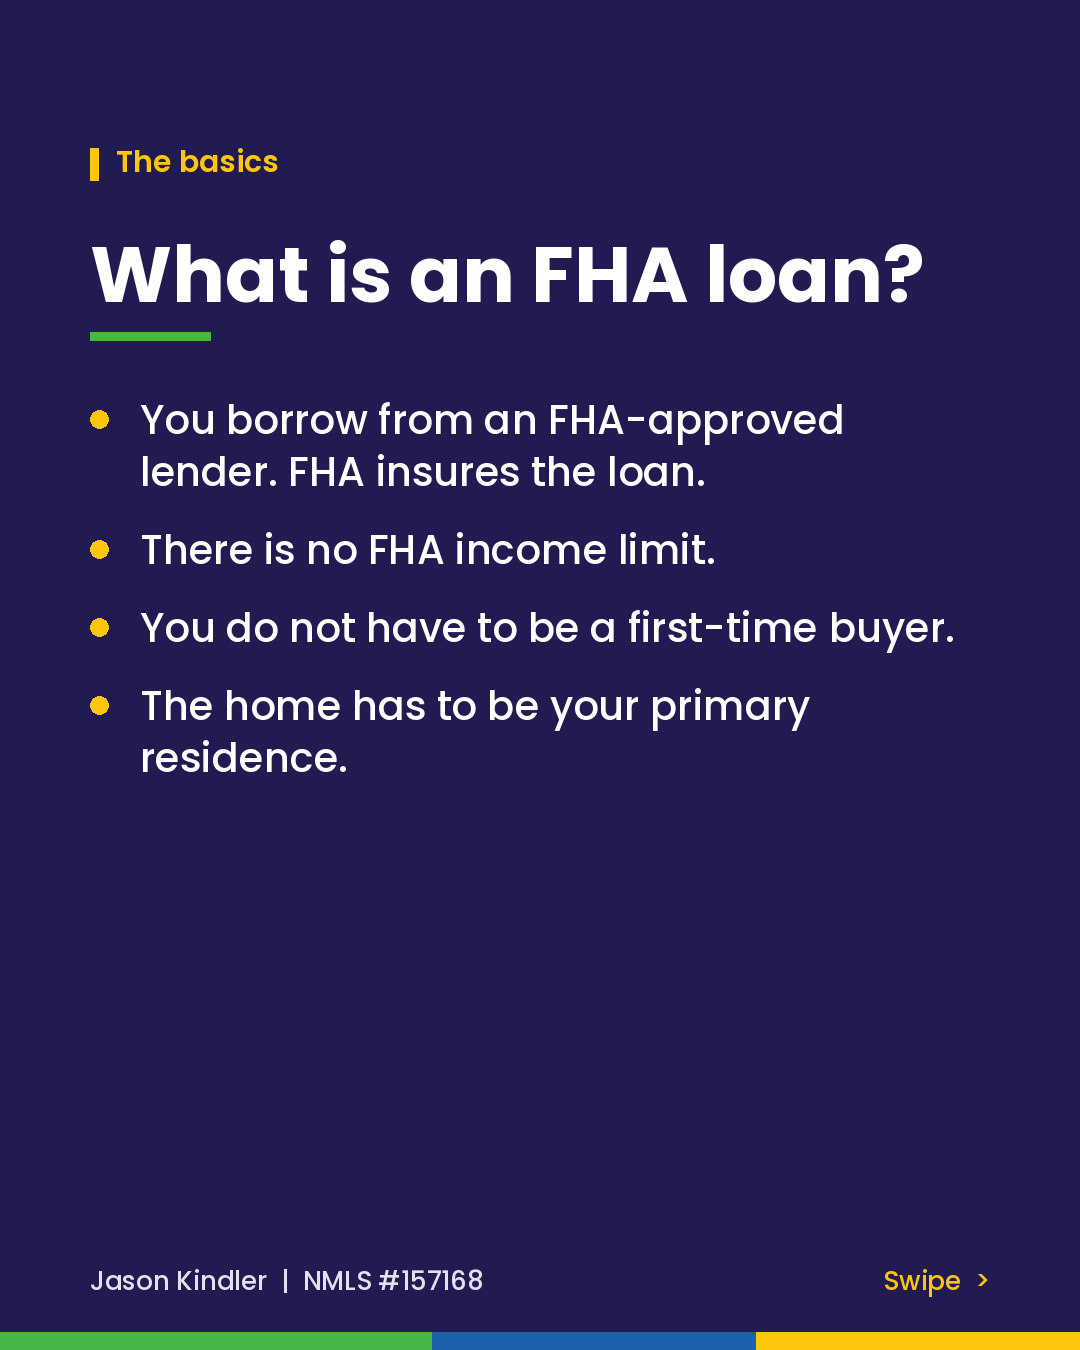 The basics
What is an FHA loan?
You borrow from an FHA-approved
lender. FHA insures the loan.
There is no FHA income limit.
You do not have to be a first-time buyer.
The home has to be your primary
residence.
Jason Kindler | NMLS #157168
Swipe >